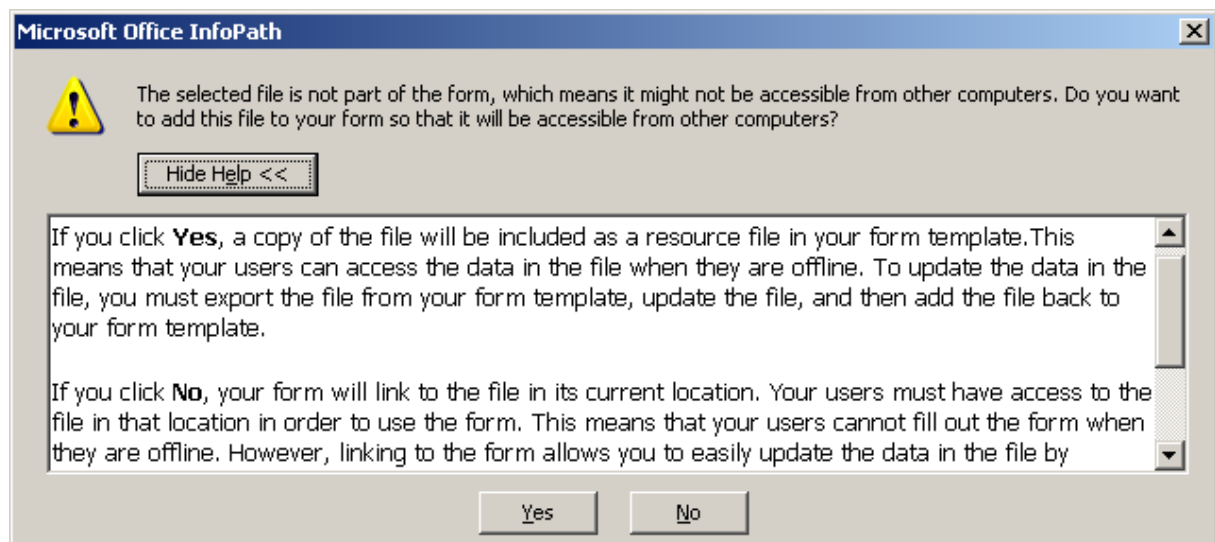 Microsoft Office InfoPath
The selected file is not part of the form, which means it might not be accessible from other computers. Do you want
to add this file to your form so that it will be accessible from other computers?
Hide Help <<
If you click Yes, a copy of the file will be included as a resource file in your form template.This
means that your users can access the data in the file when they are offline. To update the data in the
file, you must export the file from your form template, update the file, and then add the file back to
your form template.
If you click No, your form will link to the file in its current location. Your users must have access to the
file in that location in order to use the form. This means that your users cannot fill out the form when
they are offline. However, linking to the form allows you to easily update the data in the file by
Yes No